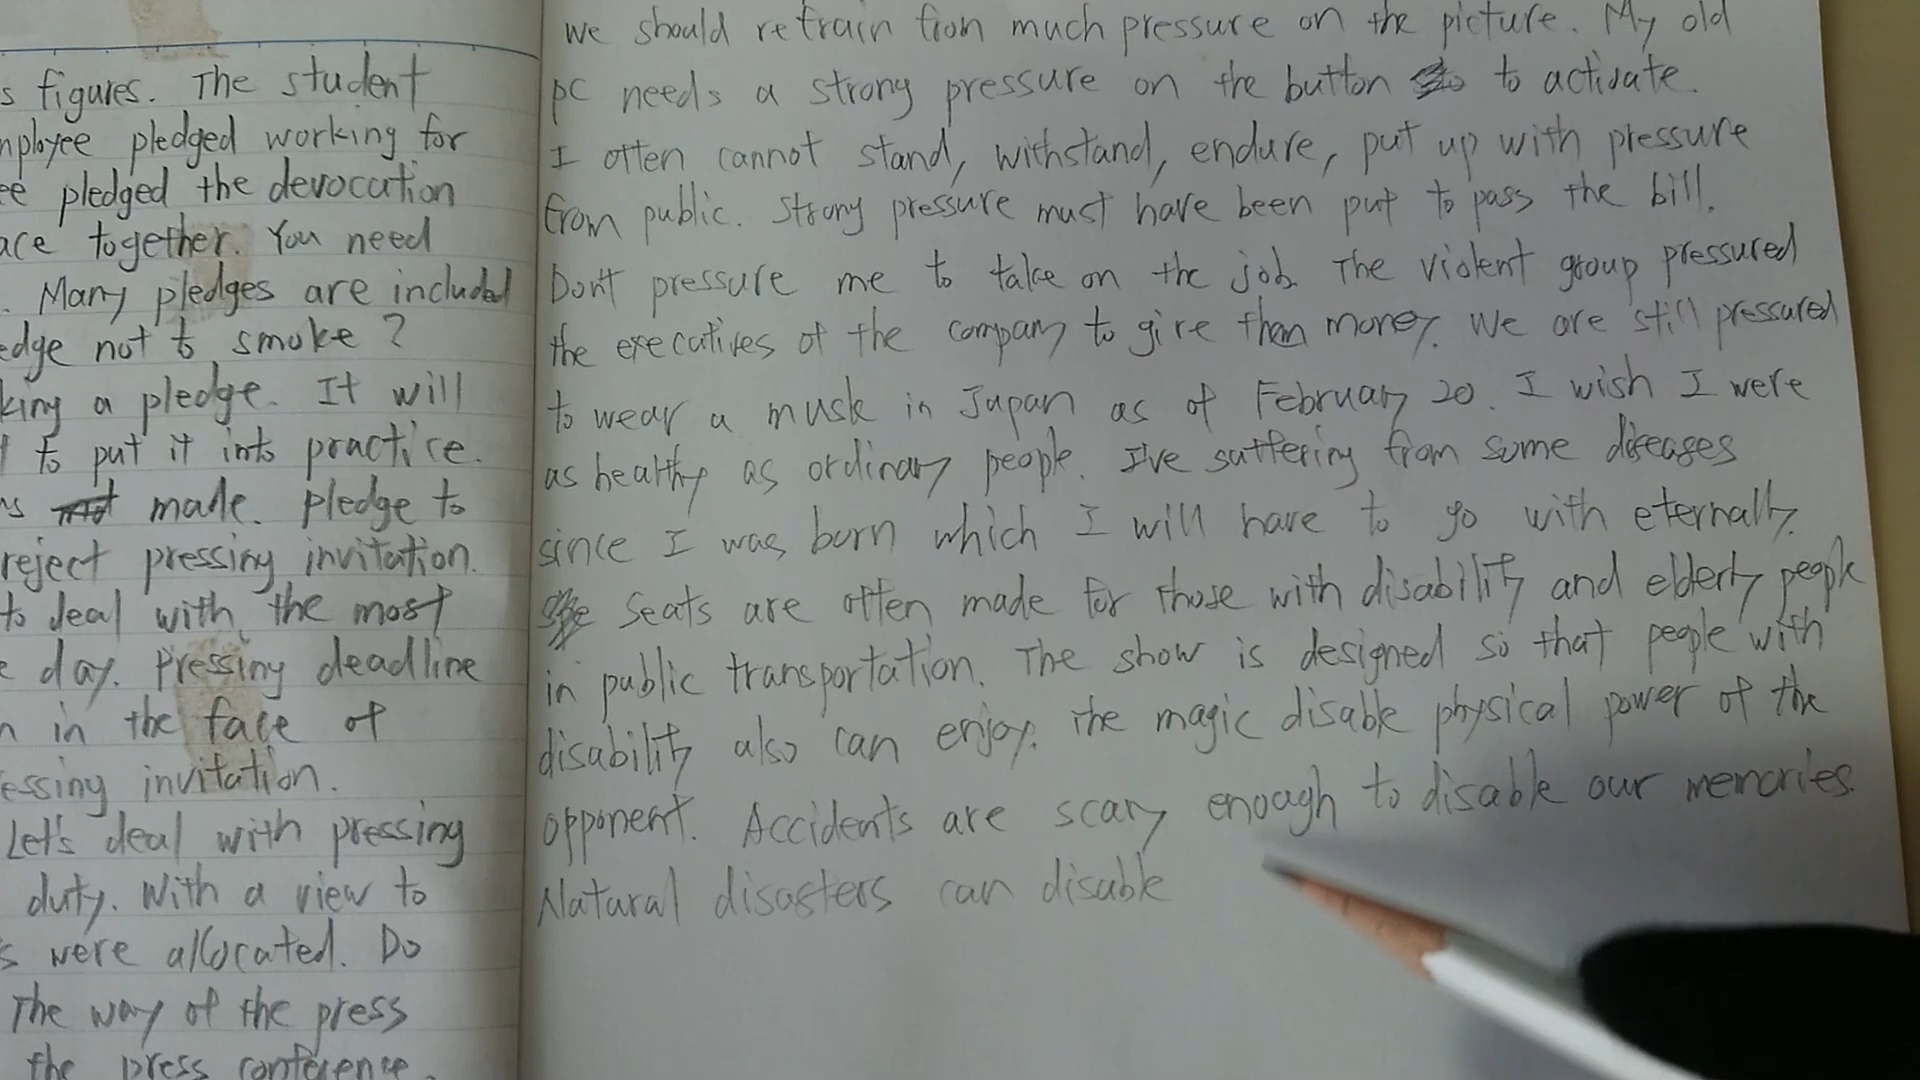 s figures. The student
mployee pledged working for
ee pledged the devocation
ace together. You need
. Many pledges are included
edge not to smoke?
king a pledge. It will
to put it into practice.
made. Pledge to
reject pressing invitation.
to deal with the most
e day. Pressing deadline
n in the face of
essing invitation.
Let's deal with pressing
duty. With a view to
s were allocated. Do
The way of the press
the press conference.
we should retrain from much pressure on the picture. My old
pc needs a strong pressure on the button to activate.
I often cannot stand, withstand, endure, put up with pressure
from public. Strong pressure must have been put to pass the bill.
Don't pressure me to take on the job. The violent group pressured
the executives of the company to give them money. We are still pressured
to wear a mask in Japan as of February 20. I wish I were
as healthy as ordinary people. I've suffering from some diseases
since I was born which I will have to go with eternally.
Seats are often made for those with disability and elderly people
in public transportation. The show is designed so that people with
disability also can enjoy. The magic disable physical power of the
opponent. Accidents are scary enough to disable our memories.
Natural disasters can disable